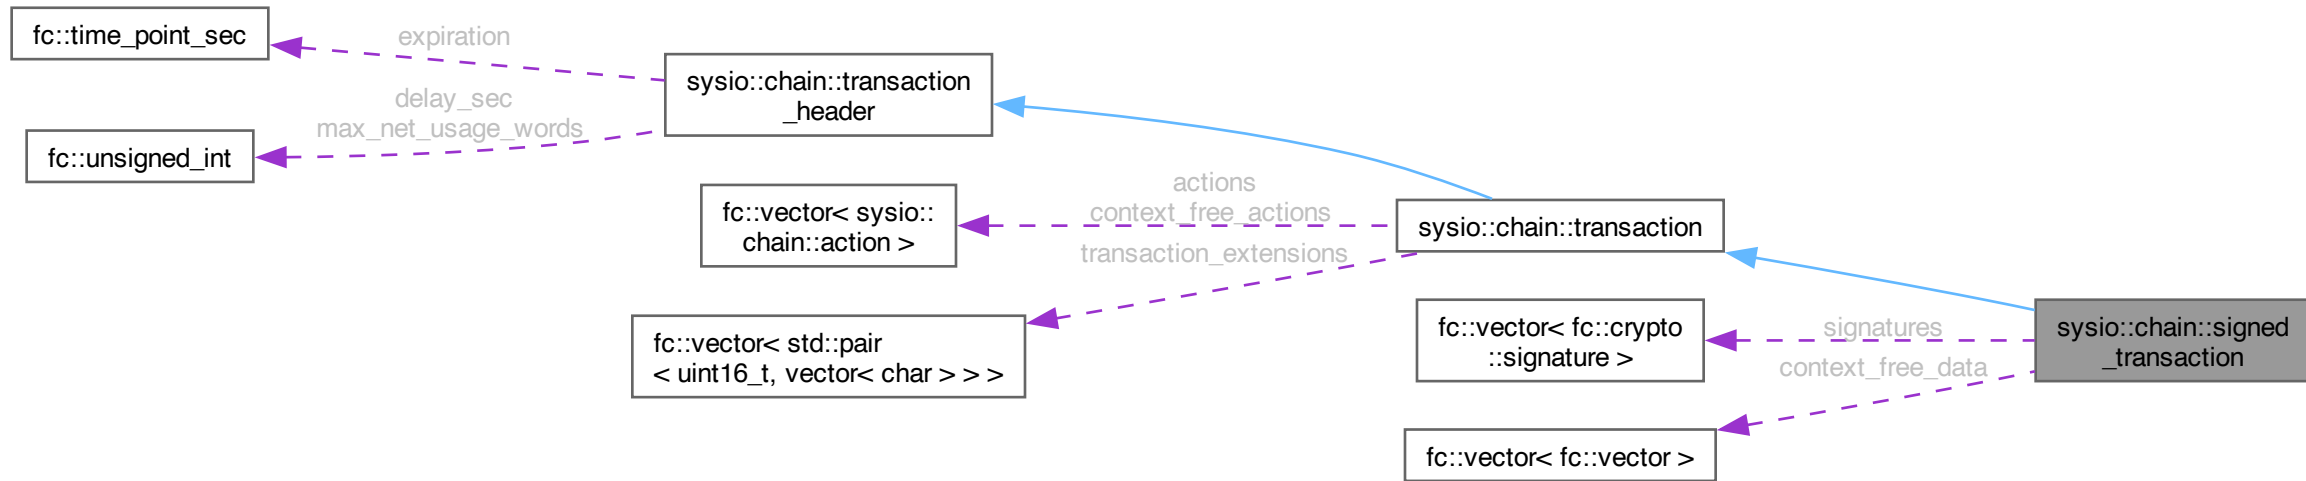 fc::time_point_sec
expiration
sysio::chain::transaction
_header
delay_sec
max_net_usage_words
fc::unsigned_int
actions
context_free_actions
fc::vector< sysio::
chain::action >
sysio::chain::transaction
transaction_extensions
fc::vector< std::pair
< uint16_t, vector< char > > >
fc::vector< fc::crypto
::signature >
signatures
sysio::chain::signed
_transaction
context_free_data
fc::vector< fc::vector >